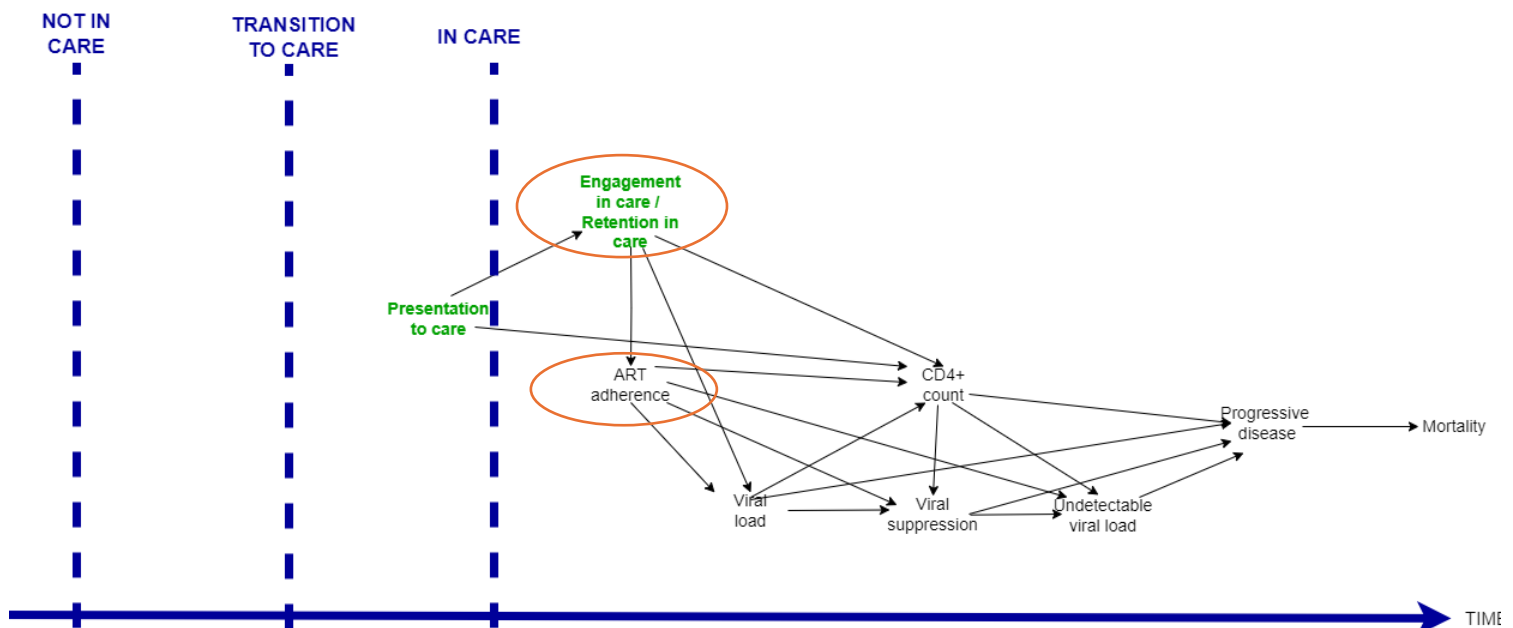 NOT IN
CARE
TRANSITION
TO CARE
IN CARE
Engagement
in care /
Retention in
care
Presentation
to care
ART
adherence
CD4+
count
Progressive
disease
Mortality
Viral
load
Viral
suppression
Undetectable
viral load
TIME